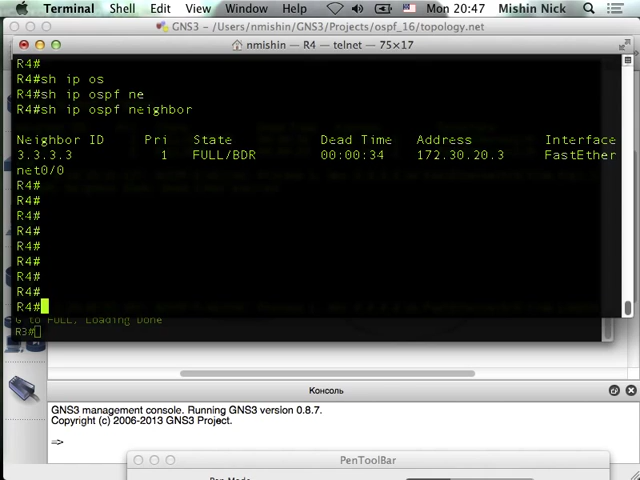 Terminal Shell Edit View Window Help Mon 20:47 Mishin Nick
GNS3 — /Users/nmishin/GNS3/Projects/ospf_16/topology.net
nmishin — R4 — telnet — 75×17
R4#
R4#sh ip os
R4#sh ip ospf ne
R4#sh ip ospf neighbor
Neighbor ID Pri State Dead Time Address Interface
3.3.3.3 1 FULL/BDR 00:00:34 172.30.20.3 FastEther
net0/0
R4#
R4#
R4#
R4#
R4#
R4#
R4#
R4#
R4#
G to FULL, Loading Done
R3#
Консоль
GNS3 management console. Running GNS3 version 0.8.7.
Copyright (c) 2006-2013 GNS3 Project.
=>
PenToolBar
Pen Mode